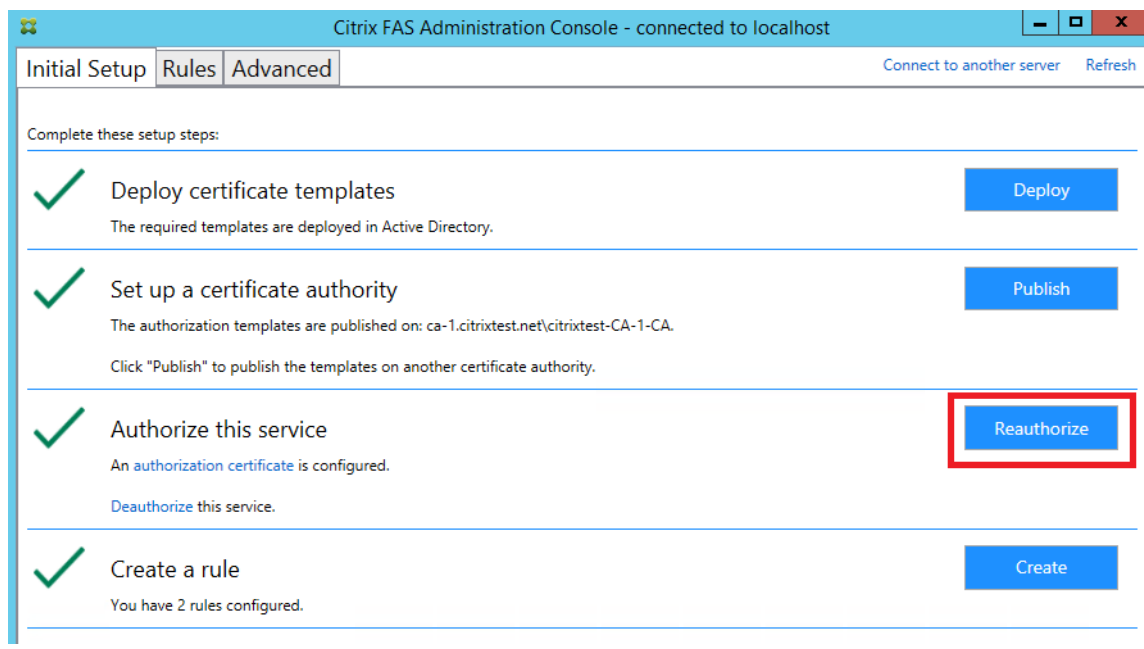 Citrix FAS Administration Console - connected to localhost
Initial Setup Rules Advanced Connect to another server Refresh
Complete these setup steps:
Deploy certificate templates
Deploy
The required templates are deployed in Active Directory.
Set up a certificate authority
Publish
The authorization templates are published on: ca-1.citrixtest.net\citrixtest-CA-1-CA.
Click "Publish" to publish the templates on another certificate authority.
Authorize this service
Reauthorize
An authorization certificate is configured.
Deauthorize this service.
Create a rule
Create
You have 2 rules configured.